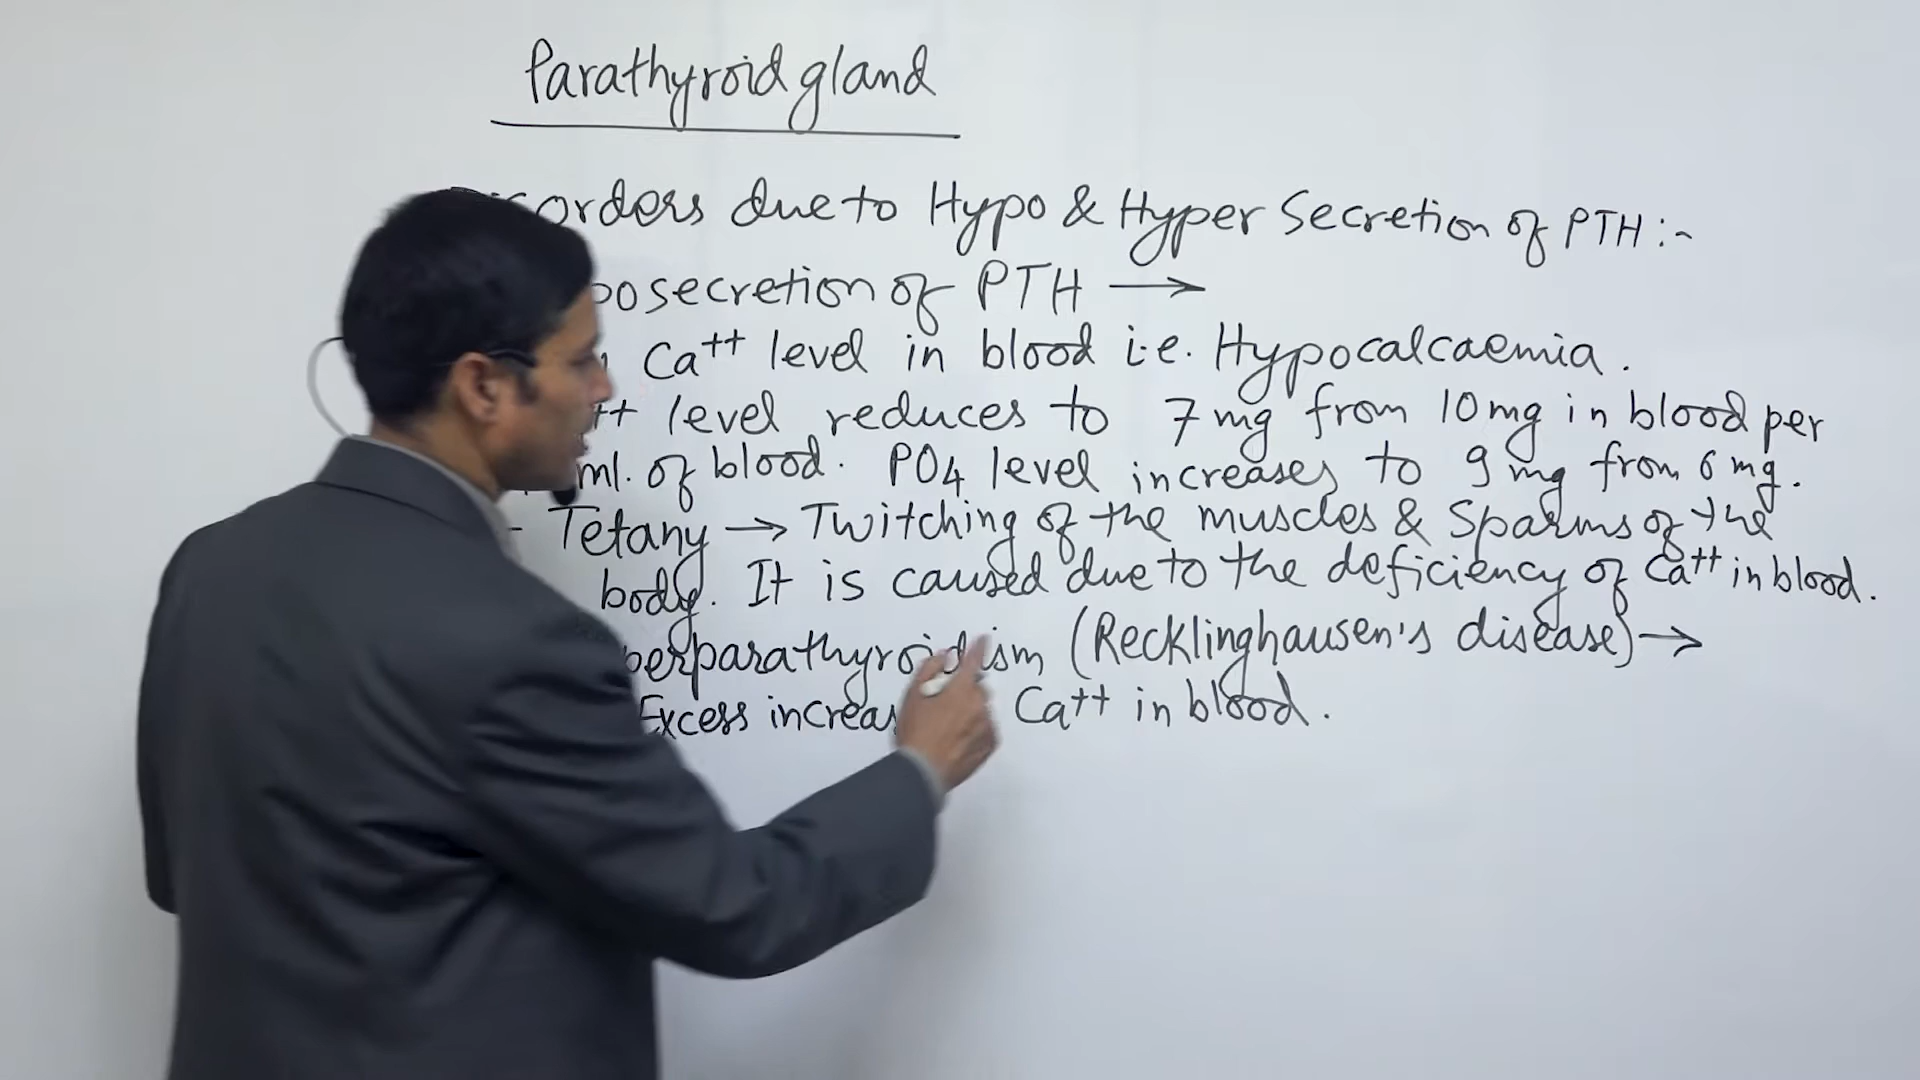 Parathyroid gland
orders due to Hypo & Hyper Secretion of PTH :-
secretion of PTH →
Ca++ level in blood i.e. Hypocalcaemia.
++ level reduces to 7 mg from 10 mg in blood per
ml. of blood. PO4 level increases to 9 mg from 6 mg.
- Tetany → Twitching of the muscles & Spasms of the
body. It is caused due to the deficiency of Ca++ in blood.
perparathyroidism (Recklinghausen's disease) →
Excess increas Ca++ in blood.